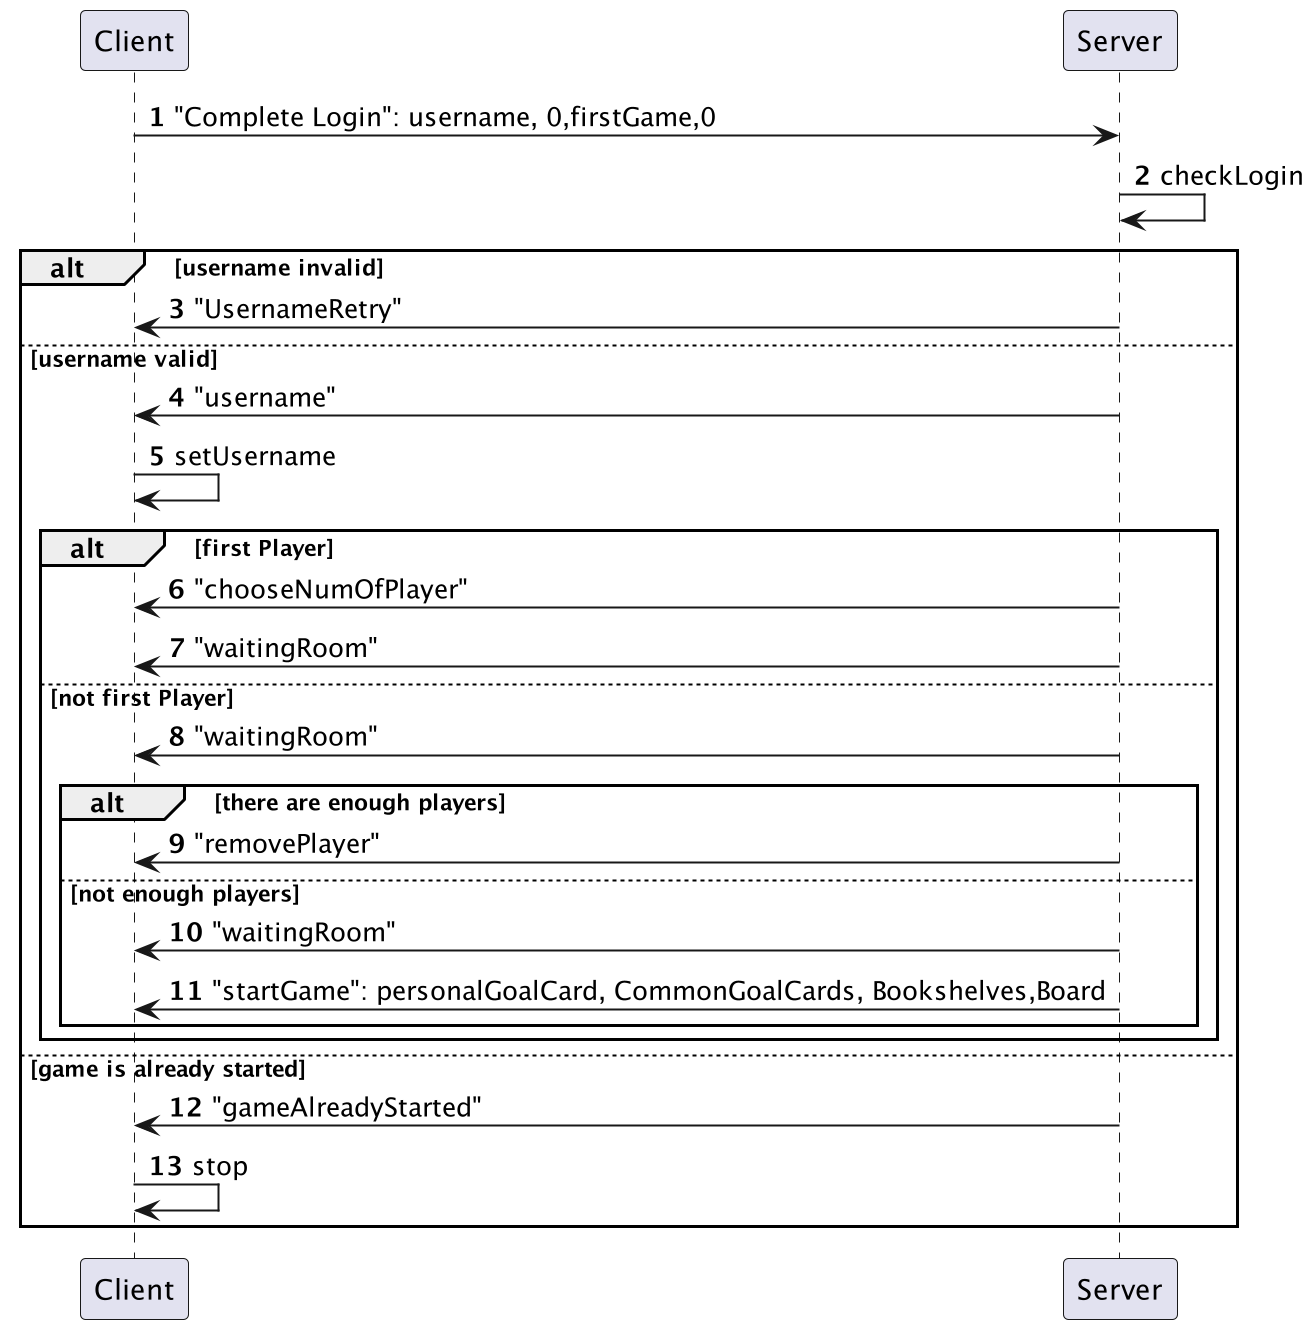 Client Server
1 "Complete Login": username, 0,firstGame,0
2 checkLogin
alt [username invalid]
3 "UsernameRetry"
[username valid]
4 "username"
5 setUsername
alt [first Player]
6 "chooseNumOfPlayer"
7 "waitingRoom"
[not first Player]
8 "waitingRoom"
alt [there are enough players]
9 "removePlayer"
[not enough players]
10 "waitingRoom"
11 "startGame": personalGoalCard, CommonGoalCards, Bookshelves,Board
[game is already started]
12 "gameAlreadyStarted"
13 stop
Client Server